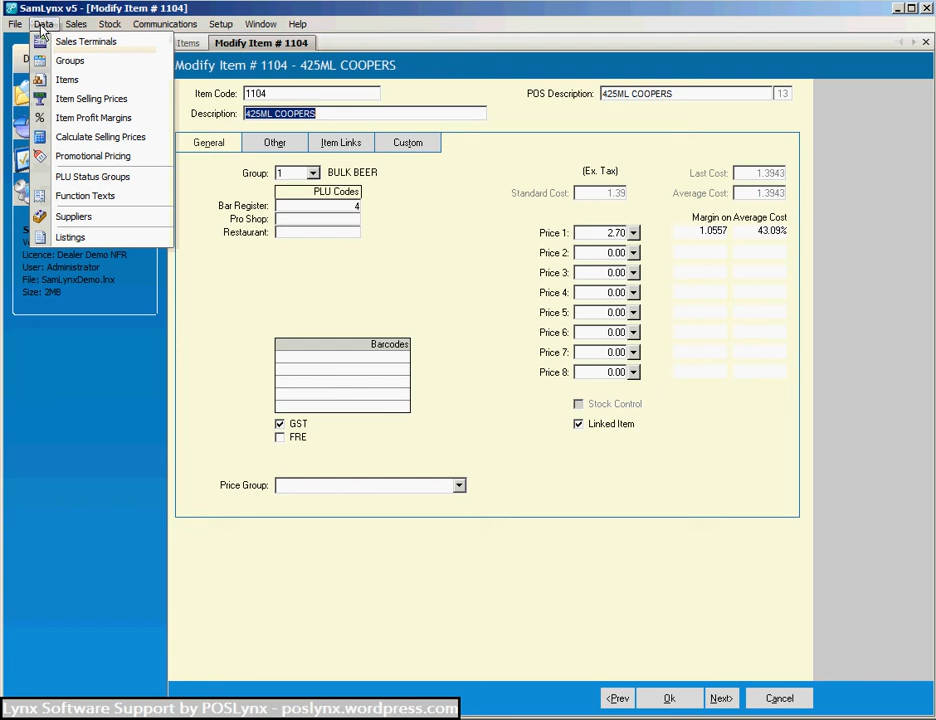 SamLynx v5 - [Modify Item # 1104]
File Data Sales Stock Communications Setup Window Help
Items Modify Item # 1104
Sales Terminals
Groups
Items
Item Selling Prices
Item Profit Margins
Calculate Selling Prices
Promotional Pricing
PLU Status Groups
Function Texts
Suppliers
Listings
Licence: Dealer Demo NFR
User: Administrator
File: SamLynxDemo.lnx
Size: 2MB
Modify Item # 1104 - 425ML COOPERS
Item Code: 1104 POS Description: 425ML COOPERS 13
Description: 425ML COOPERS
General Other Item Links Custom
Group: 1 BULK BEER (Ex. Tax) Last Cost: 1.3943
PLU Codes Standard Cost: 1.39 Average Cost: 1.3943
Bar Register: 4 Margin on Average Cost
Pro Shop:
Restaurant: Price 1: 2.70 1.0557 43.09%
Price 2: 0.00
Price 3: 0.00
Price 4: 0.00
Price 5: 0.00
Price 6: 0.00
Barcodes
Price 7: 0.00
Price 8: 0.00
Stock Control
GST Linked Item
FRE
Price Group:
<Prev Ok Next> Cancel
Lynx Software Support by POSLynx - poslynx.wordpress.com